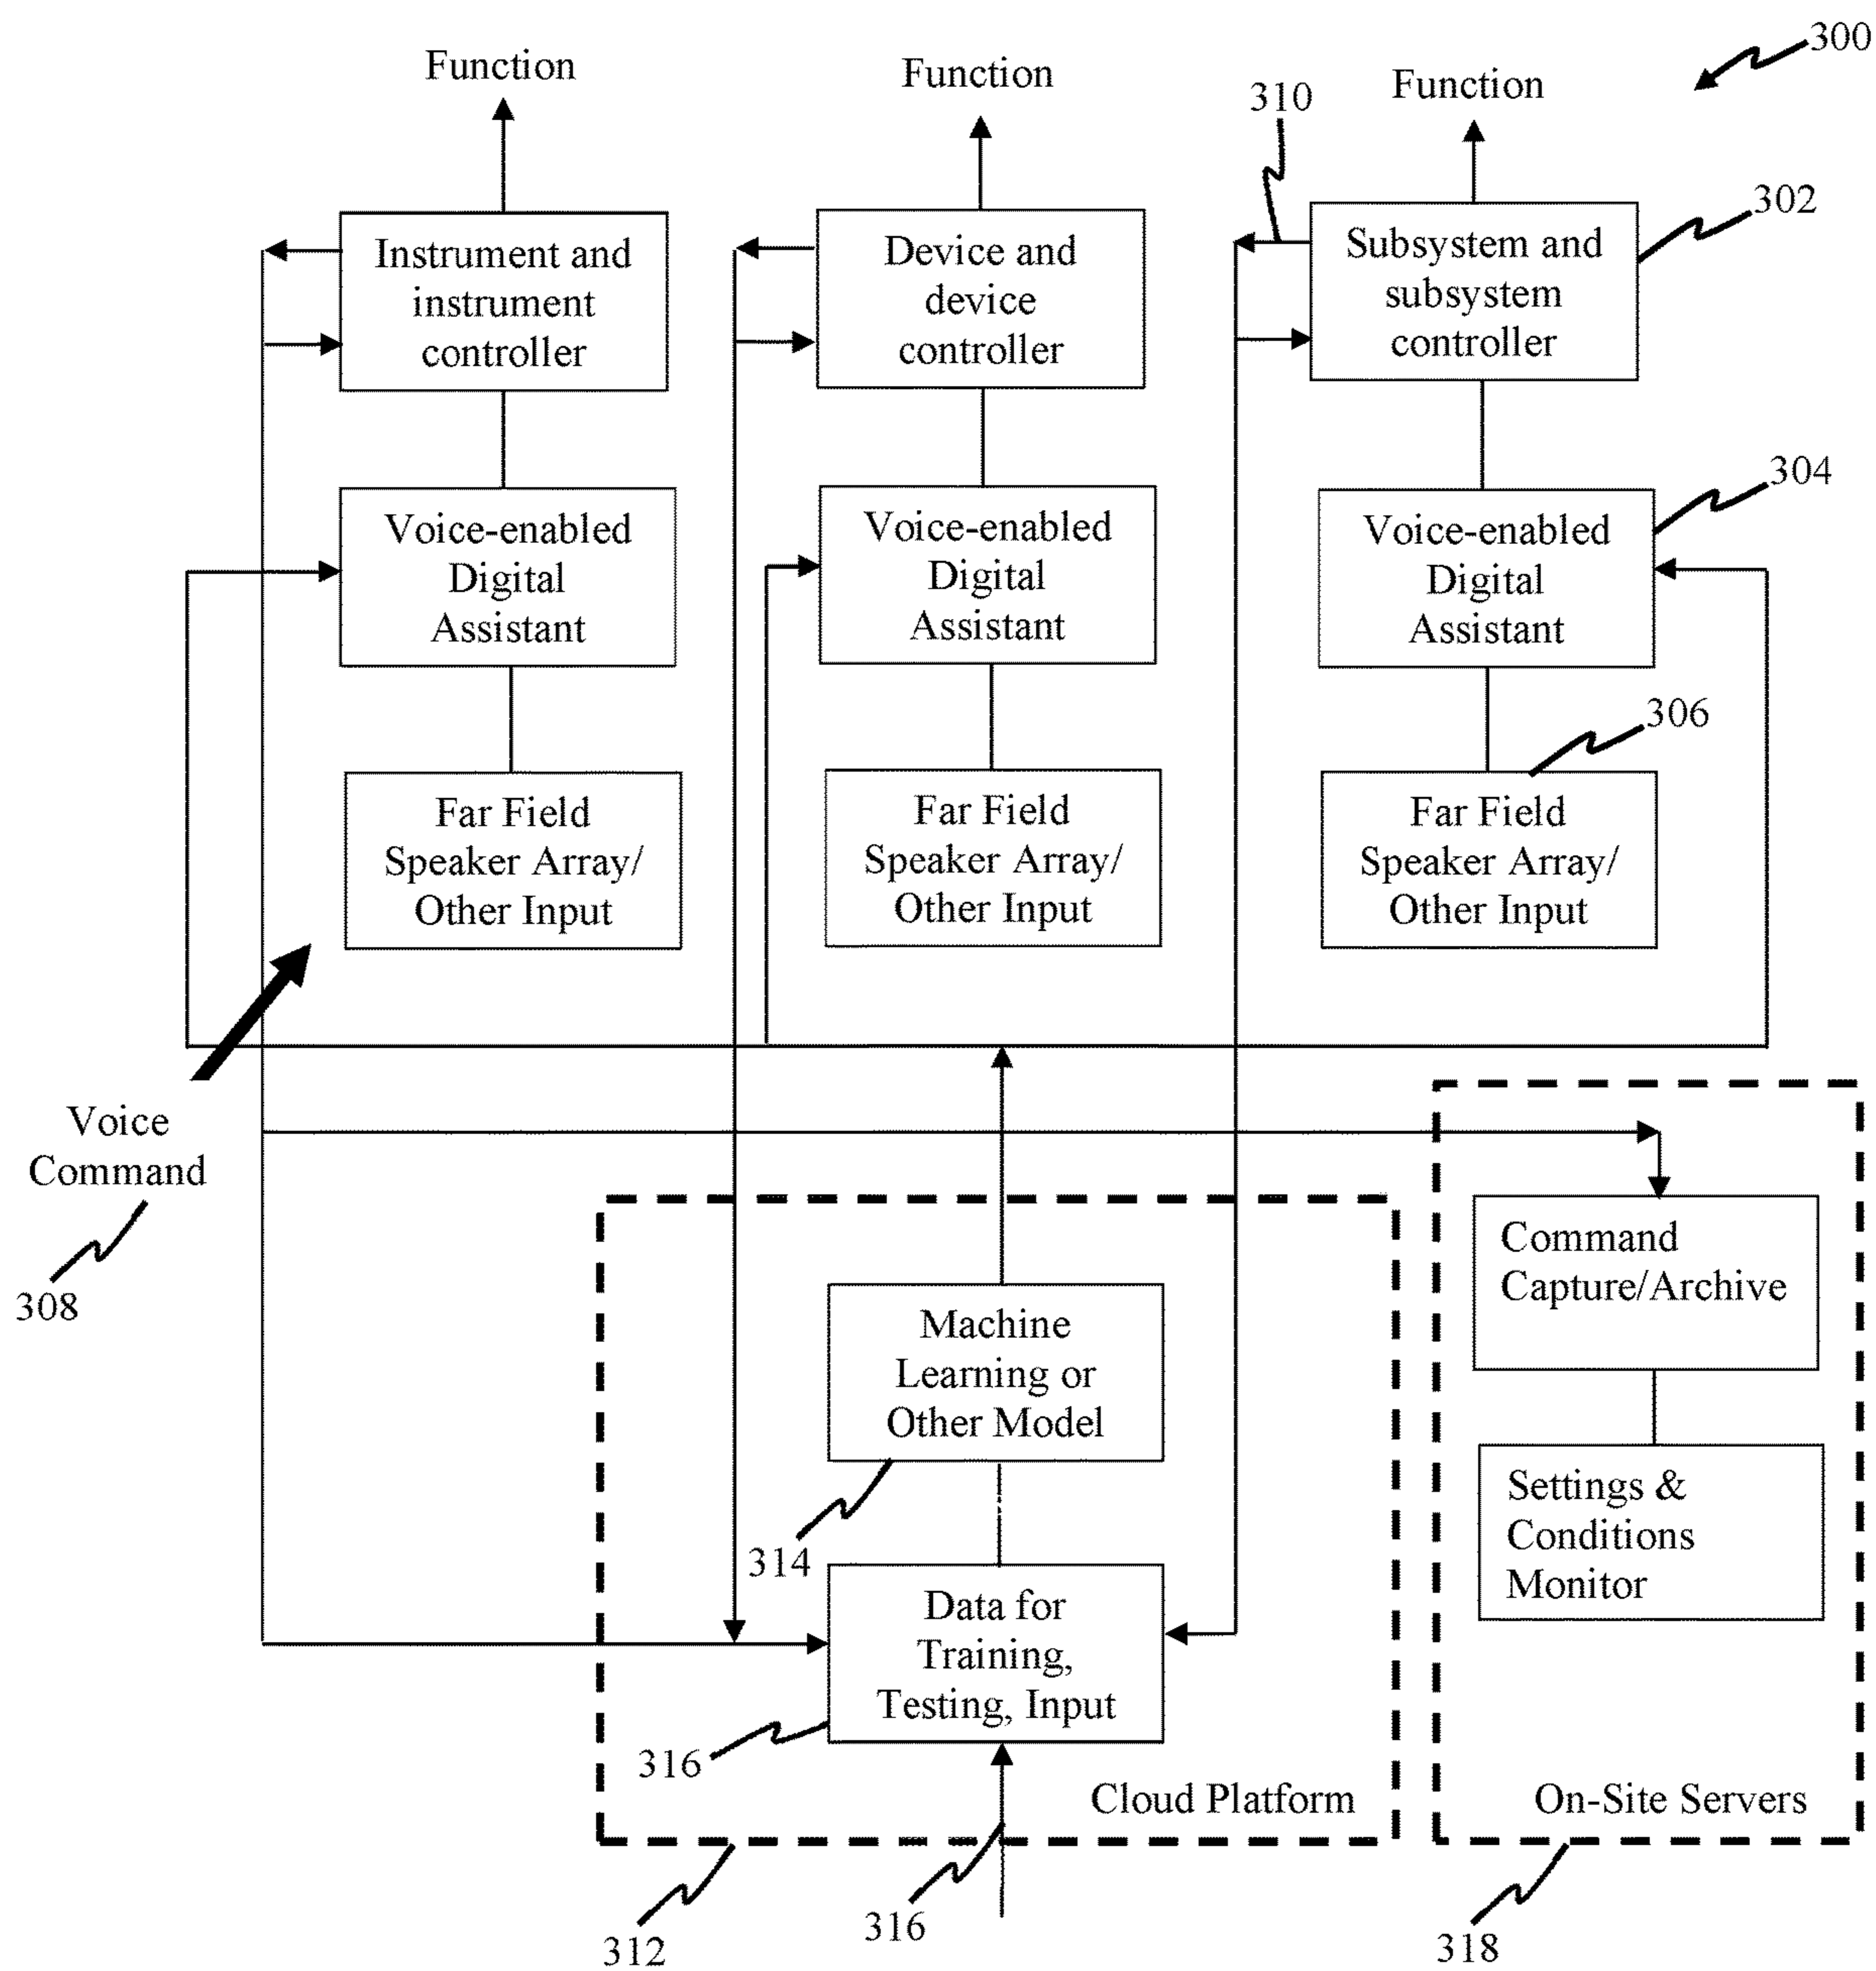 300
Function
Function
Function
310
302
Instrument and
instrument
controller
Device and
device
controller
Subsystem and
subsystem
controller
304
Voice-enabled
Digital
Assistant
Voice-enabled
Digital
Assistant
Voice-enabled
Digital
Assistant
306
Far Field
Speaker Array/
Other Input
Far Field
Speaker Array/
Other Input
Far Field
Speaker Array/
Other Input
Voice
Command
308
Command
Capture/Archive
Machine
Learning or
Other Model
314
Settings &
Conditions
Monitor
Data for
Training,
Testing, Input
316
Cloud Platform
On-Site Servers
312
316
318